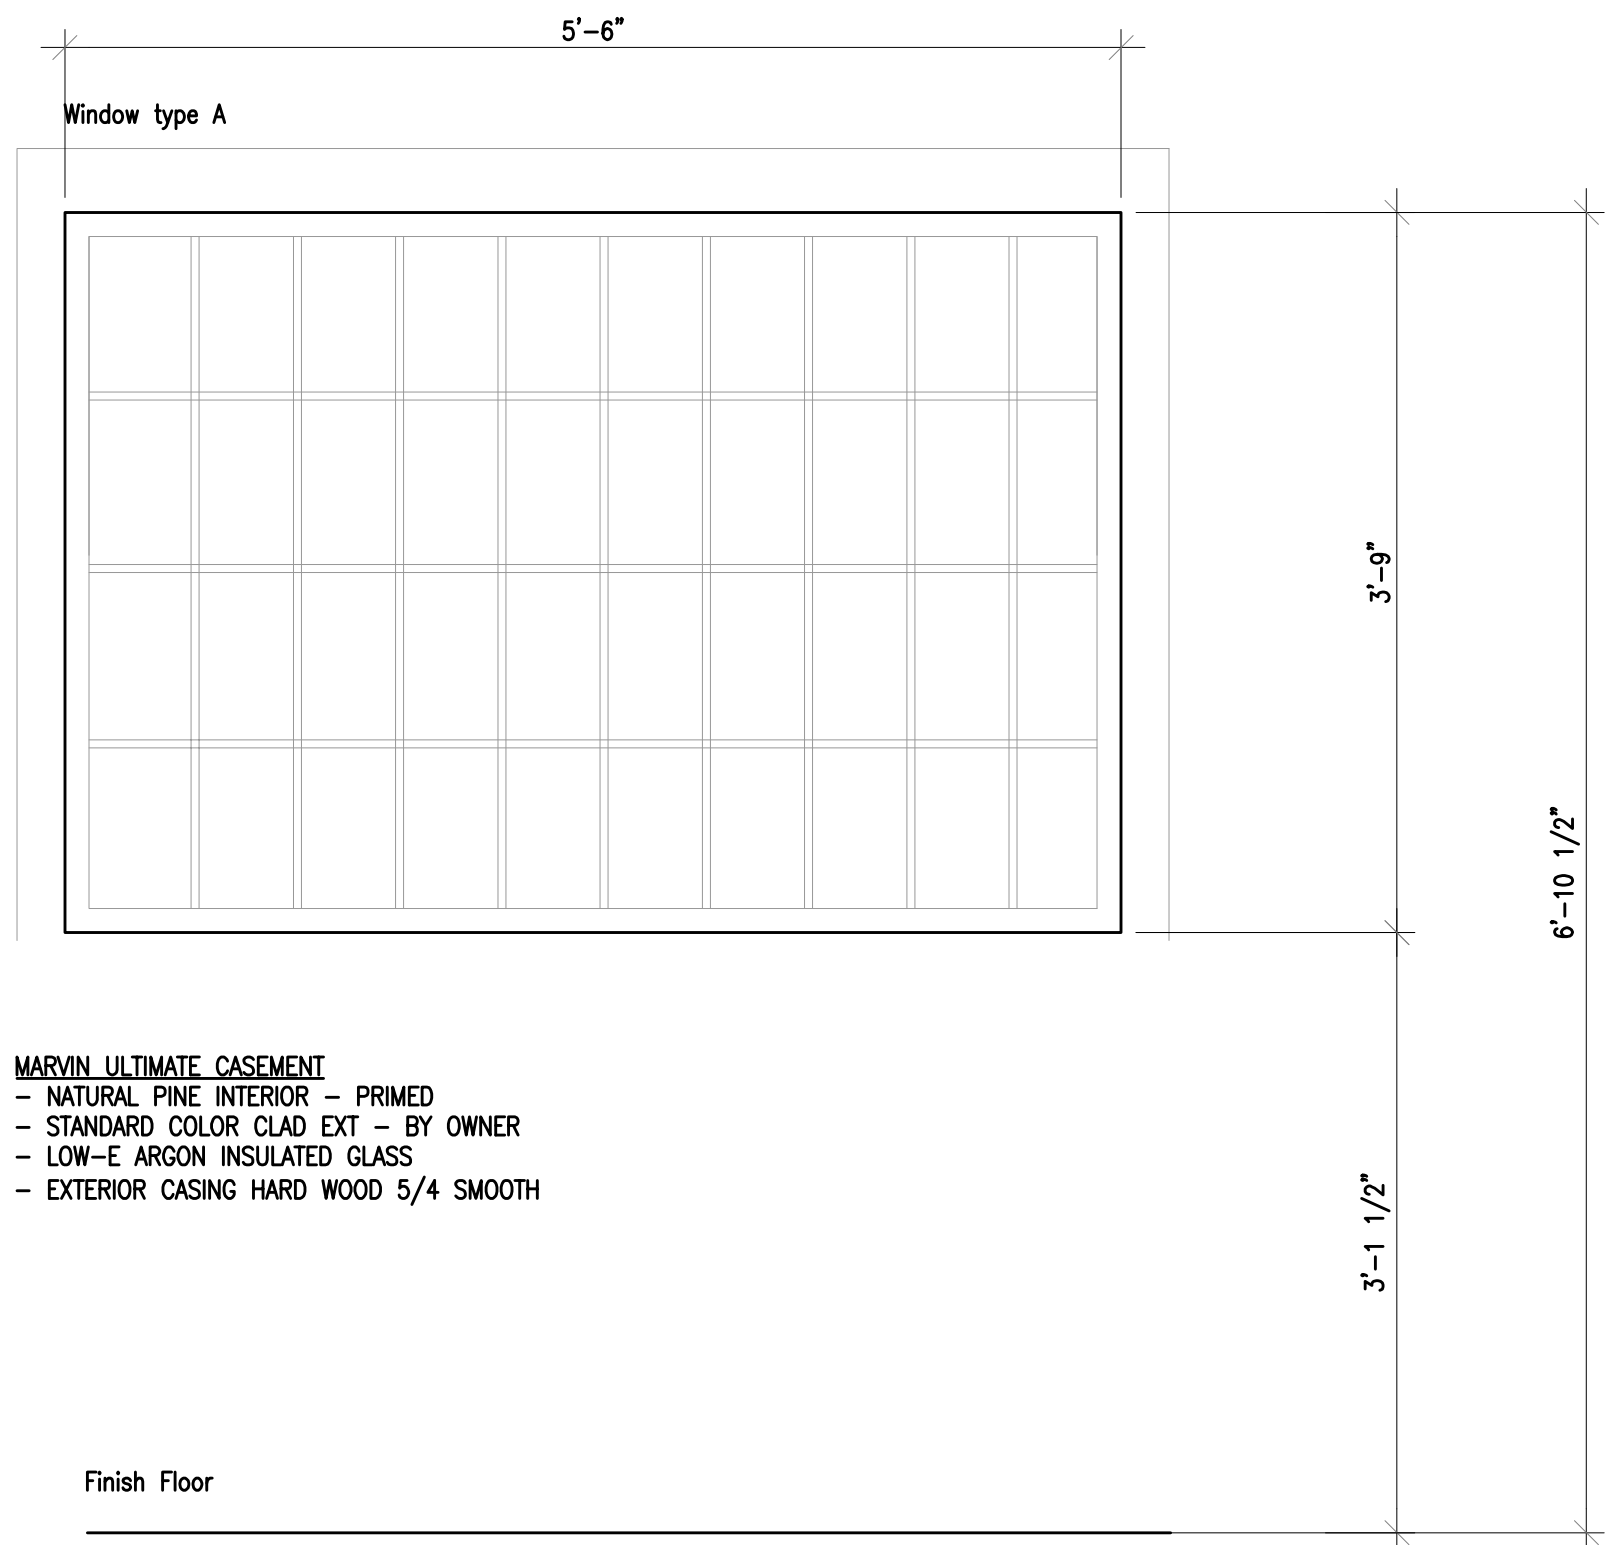 5'-6"
Window type A
3'-9"
6'-10 1/2"
MARVIN ULTIMATE CASEMENT
- NATURAL PINE INTERIOR - PRIMED
- STANDARD COLOR CLAD EXT - BY OWNER
- LOW-E ARGON INSULATED GLASS
- EXTERIOR CASING HARD WOOD 5/4 SMOOTH
3'-1 1/2"
Finish Floor